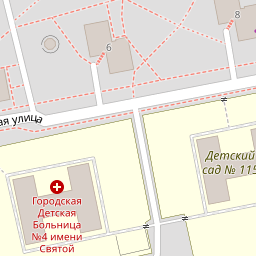 8
6
ая улица
Детский
сад № 115
Городская
Детская
Больница
№4 имени
Святой